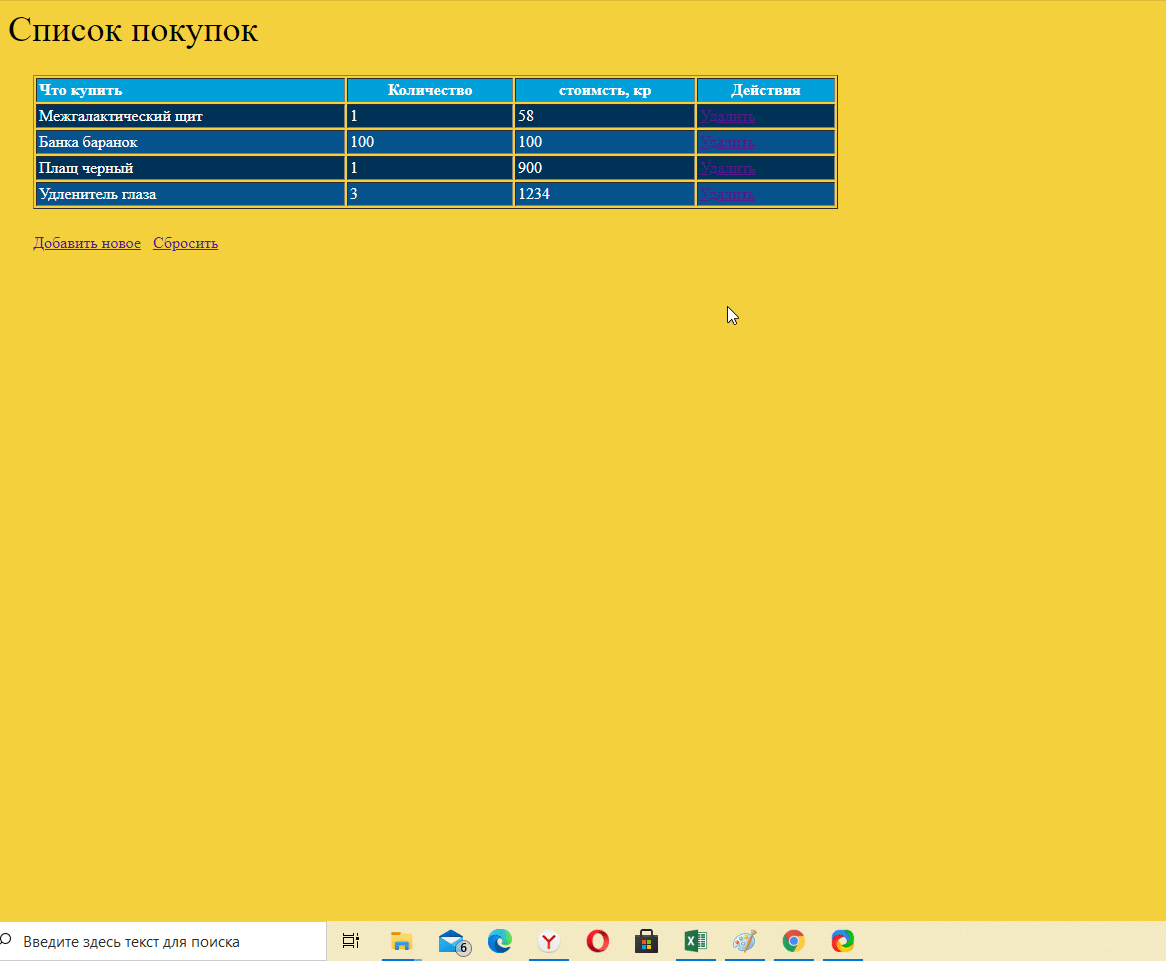 Список покупок
Что купить Количество стоимсть, кр Действия
Межгалактический щит 1 58 Удалить
Банка баранок 100 100 Удалить
Плащ черный 1 900 Удалить
Удленитель глаза 3 1234 Удалить
Добавить новое Сбросить
Введите здесь текст для поиска
6